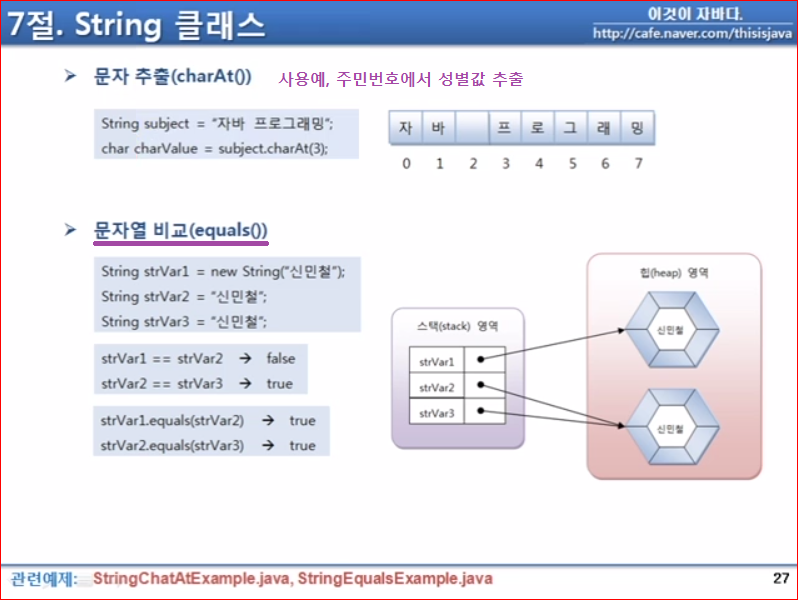 7절. String 클래스
이것이 자바다.
http://cafe.naver.com/thisisjava
➤ 문자 추출(charAt())
사용예, 주민번호에서 성별값 추출
String subject = "자바 프로그래밍";
char charValue = subject.charAt(3);
자 바 프 로 그 래 밍
0 1 2 3 4 5 6 7
➤ 문자열 비교(equals())
String strVar1 = new String("신민철");
String strVar2 = "신민철";
String strVar3 = "신민철";
strVar1 == strVar2 → false
strVar2 == strVar3 → true
strVar1.equals(strVar2) → true
strVar2.equals(strVar3) → true
스택(stack) 영역
strVar1
strVar2
strVar3
힙(heap) 영역
신민철
신민철
관련예제: StringChatAtExample.java, StringEqualsExample.java
27